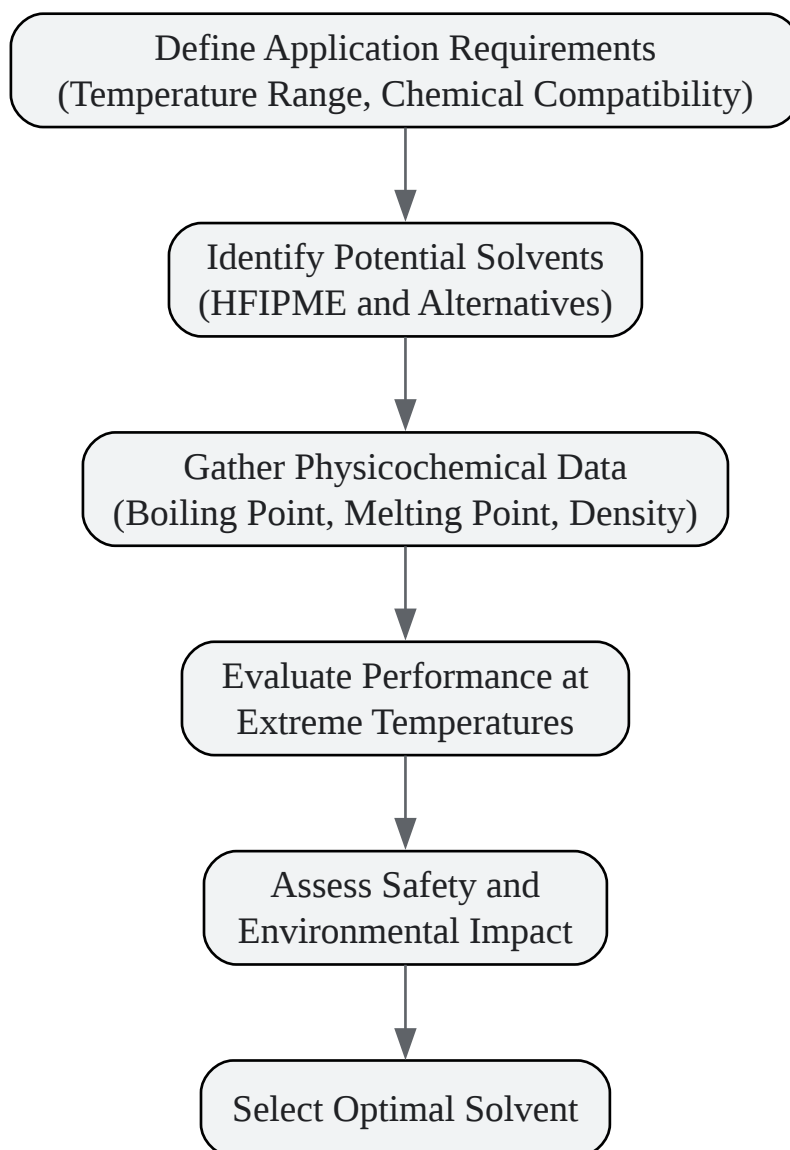 Define Application Requirements
(Temperature Range, Chemical Compatibility)
Identify Potential Solvents
(HFIPME and Alternatives)
Gather Physicochemical Data
(Boiling Point, Melting Point, Density)
Evaluate Performance at
Extreme Temperatures
Assess Safety and
Environmental Impact
Select Optimal Solvent